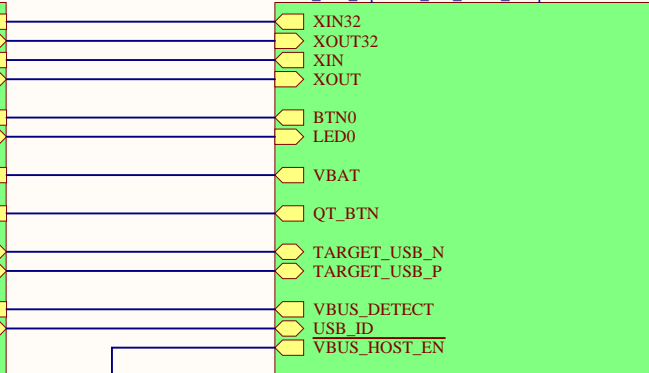 XIN32
XOUT32
XIN
XOUT
BTN0
LED0
VBAT
QT_BTN
TARGET_USB_N
TARGET_USB_P
VBUS_DETECT
USB_ID
VBUS_HOST_EN